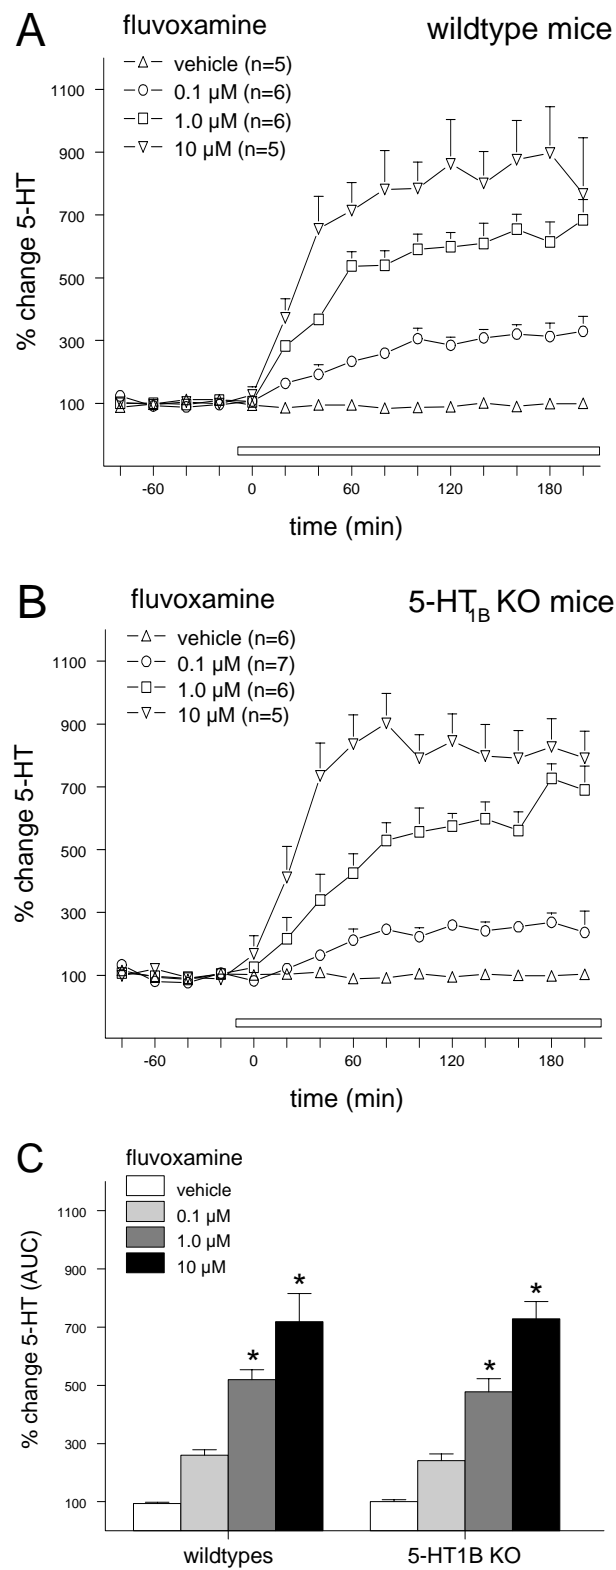 A
fluvoxamine
wildtype mice
vehicle (n=5)
0.1 µM (n=6)
1.0 µM (n=6)
10 µM (n=5)
% change 5-HT
1100
900
700
500
300
100
-60
0
60
120
180
time (min)
B
fluvoxamine
5-HT1B KO mice
vehicle (n=6)
0.1 µM (n=7)
1.0 µM (n=6)
10 µM (n=5)
% change 5-HT
1100
900
700
500
300
100
-60
0
60
120
180
time (min)
C
fluvoxamine
vehicle
0.1 µM
1.0 µM
10 µM
% change 5-HT (AUC)
1100
900
700
500
300
100
*
*
*
*
wildtypes
5-HT1B KO